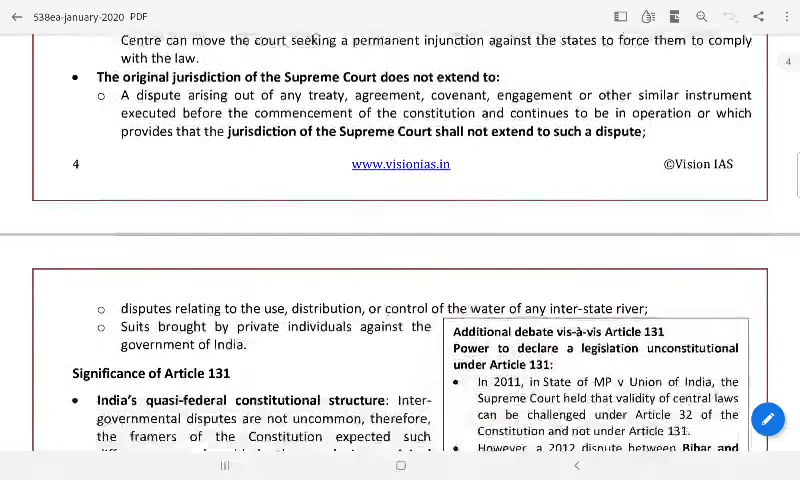 538ea-january-2020 PDF
4
Centre can move the court seeking a permanent injunction against the states to force them to comply
with the law.
• The original jurisdiction of the Supreme Court does not extend to:
o A dispute arising out of any treaty, agreement, covenant, engagement or other similar instrument
executed before the commencement of the constitution and continues to be in operation or which
provides that the jurisdiction of the Supreme Court shall not extend to such a dispute;
4 www.visionias.in ©Vision IAS
o disputes relating to the use, distribution, or control of the water of any inter-state river;
o Suits brought by private individuals against the
government of India.
Significance of Article 131
• India's quasi-federal constitutional structure: Inter-
governmental disputes are not uncommon, therefore,
the framers of the Constitution expected such
Additional debate vis-à-vis Article 131
Power to declare a legislation unconstitutional
under Article 131:
• In 2011, in State of MP v Union of India, the
Supreme Court held that validity of central laws
can be challenged under Article 32 of the
Constitution and not under Article 131.
• However, a 2012 dispute between Bihar and